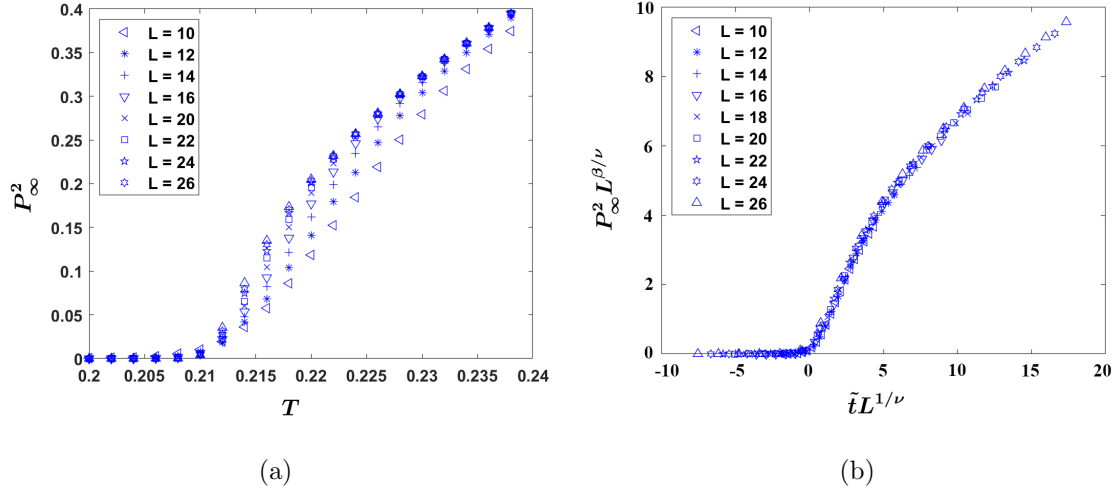 0.4
0.3
0.25
0.2
0.15
0.1
0.05
0
0.2
0.205
0.21
0.215
0.22
0.225
0.23
0.235
0.24
L = 10
L = 12
L = 14
L = 16
L = 20
L = 22
L = 24
L = 26
P²∞
T
(a)
10
8
6
4
2
0
-10
-5
0
5
10
15
20
L = 10
L = 12
L = 14
L = 16
L = 18
L = 20
L = 22
L = 24
L = 26
P²∞ L^{β/ν}
t̃L^{1/ν}
(b)